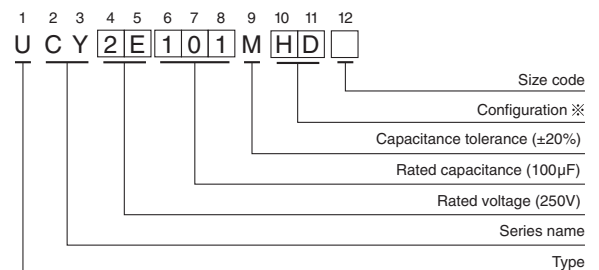 1 2 3 4 5 6 7 8 9 10 11 12
U C Y 2 E 1 0 1 M H D □
Size code
Configuration ※
Capacitance tolerance (±20%)
Rated capacitance (100µF)
Rated voltage (250V)
Series name
Type